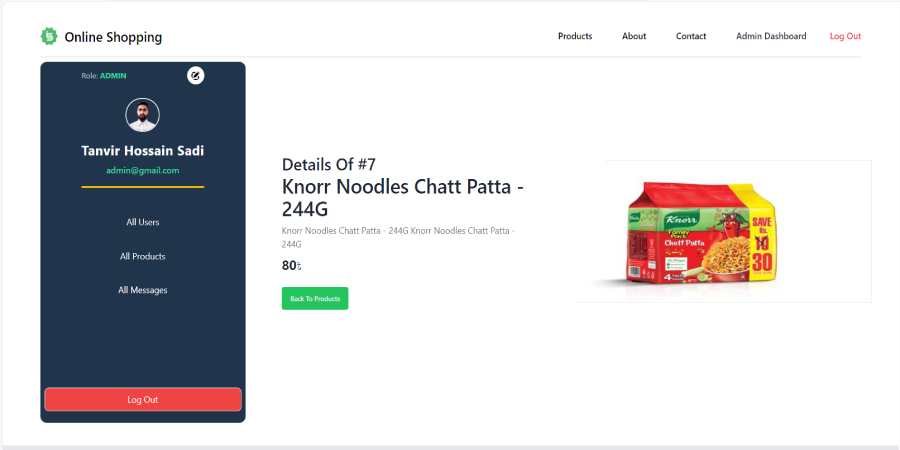 Online Shopping
Products
About
Contact
Admin Dashboard
Log Out
Role: ADMIN
Tanvir Hossain Sadi
admin@gmail.com
All Users
All Products
All Messages
Log Out
Details Of #7
Knorr Noodles Chatt Patta -
244G
Knorr Noodles Chatt Patta - 244G Knorr Noodles Chatt Patta -
244G
80৳
Back To Products
Knorr
Family
Pack
Chatt Patta
4
SAVE
Rs.
10
30